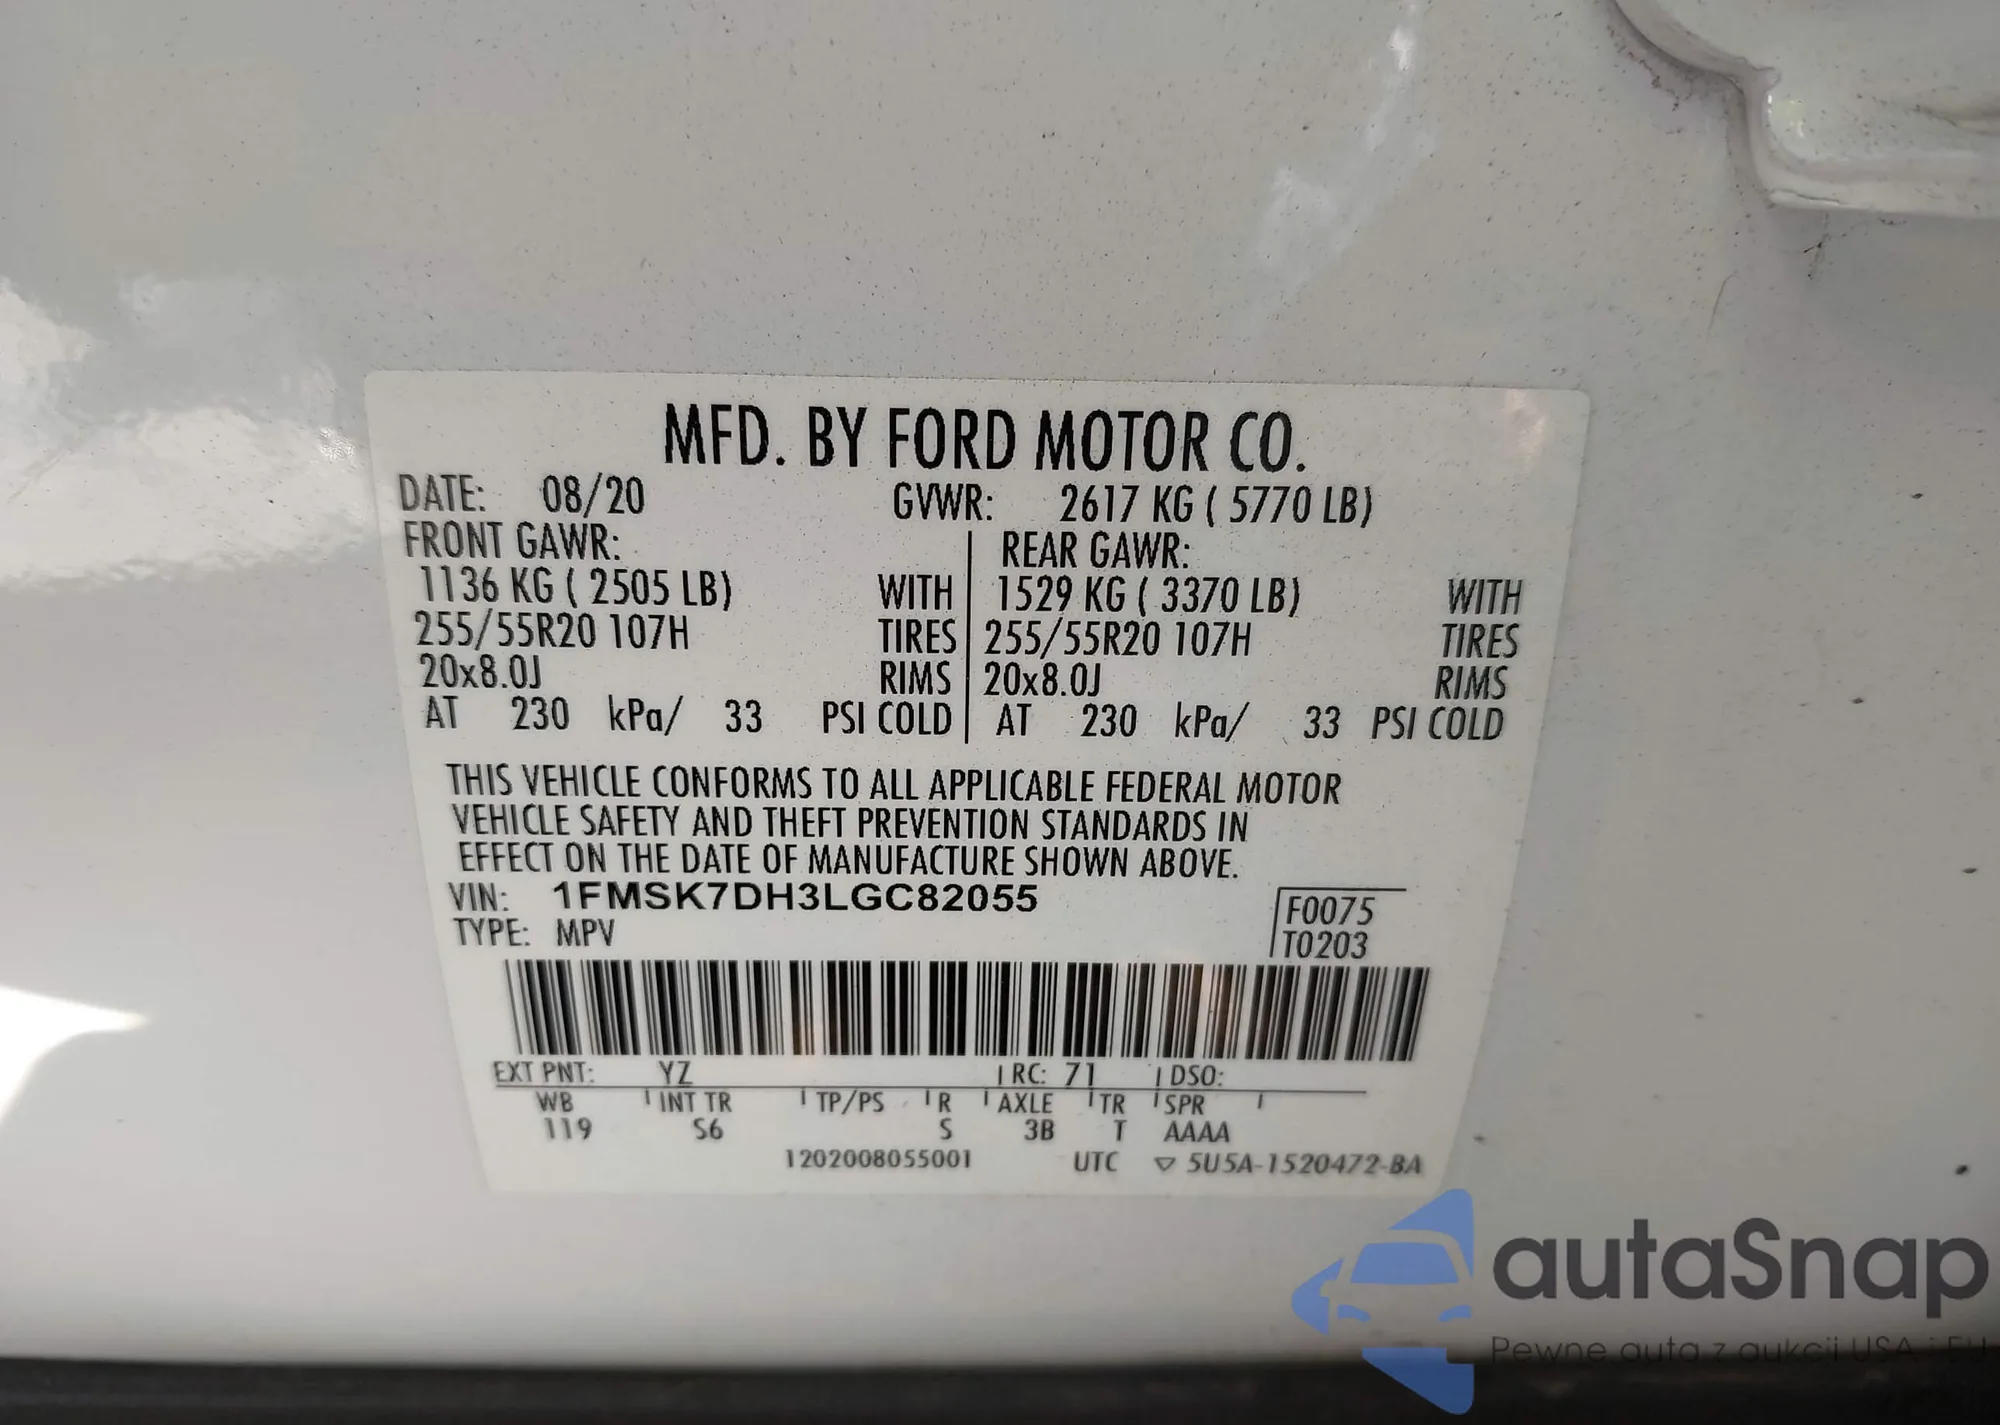 MFD. BY FORD MOTOR CO.
DATE: 08/20 GVWR: 2617 KG ( 5770 LB)
FRONT GAWR: REAR GAWR:
1136 KG ( 2505 LB) WITH 1529 KG ( 3370 LB) WITH
255/55R20 107H TIRES 255/55R20 107H TIRES
20x8.0J RIMS 20x8.0J RIMS
AT 230 kPa/ 33 PSI COLD AT 230 kPa/ 33 PSI COLD
THIS VEHICLE CONFORMS TO ALL APPLICABLE FEDERAL MOTOR
VEHICLE SAFETY AND THEFT PREVENTION STANDARDS IN
EFFECT ON THE DATE OF MANUFACTURE SHOWN ABOVE.
VIN: 1FMSK7DH3LGC82055
F0075
TYPE: MPV
T0203
EXT PNT: YZ RC: 71 DSO:
WB INT TR TP/PS R AXLE TR SPR
119 S6 S 3B T AAAA
1202008055001 UTC ▽ 5U5A-1520472-BA
autaSnap
Pewne auta z aukcji USA i EU